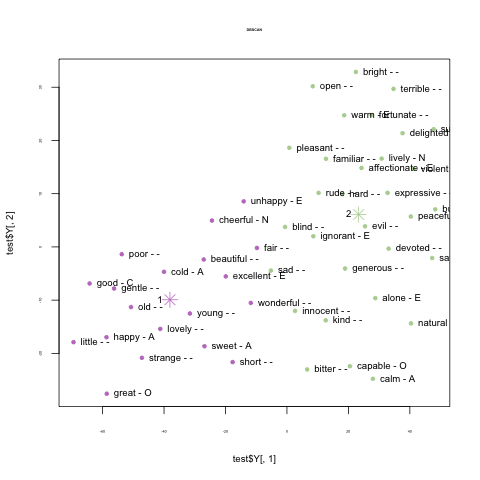 DBSCAN
bright - -
open - -
terrible - -
fortunate - -
delighted
pleasant - -
familiar - -
lively - N
affectionate - E
violent
unhappy - E
rude - -
hard - -
expressive - -
cheerful - N
2
peaceful
blind - -
evil - -
ignorant - E
fair - -
devoted - -
poor - -
beautiful - -
sad - -
generous - -
cold - A
excellent - E
good - C
gentle - -
1
alone - E
old - -
wonderful - -
young - -
innocent - -
kind - -
natural
lovely - -
happy - A
little - -
sweet - A
strange - -
short - -
bitter - -
capable - O
calm - A
great - O
test$Y[, 2]
test$Y[, 1]